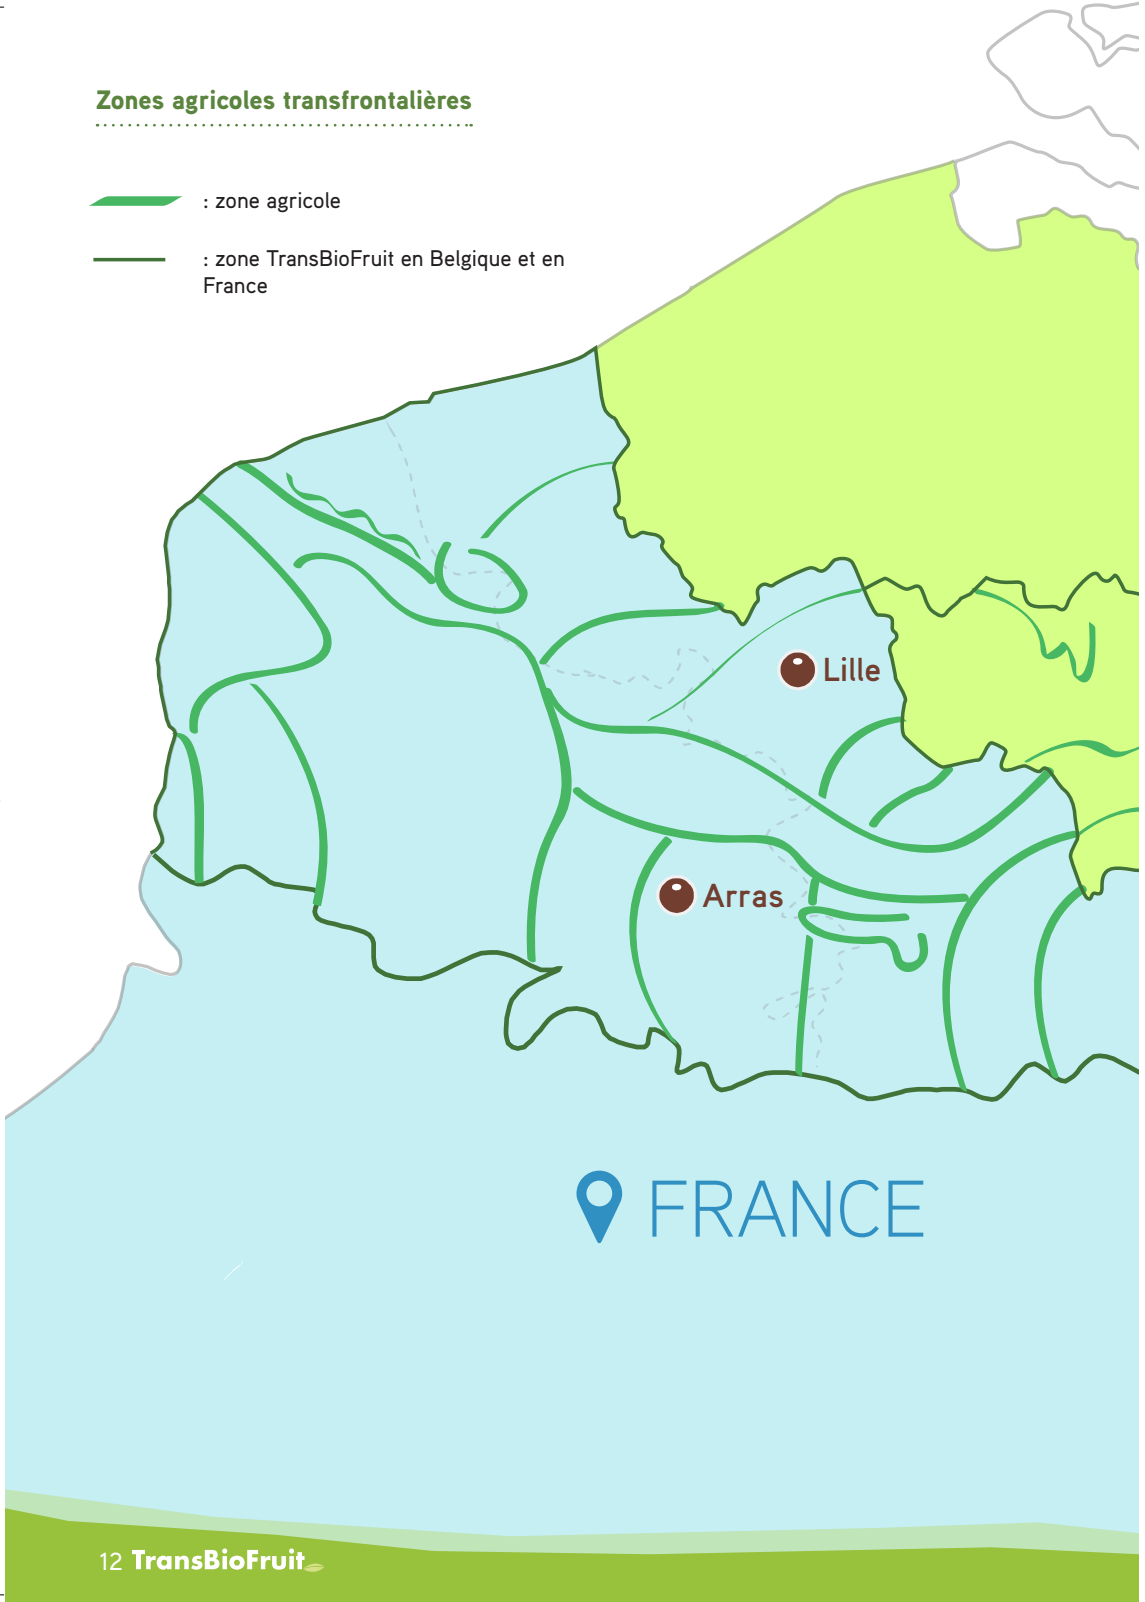 Zones agricoles transfrontalières
: zone agricole
: zone TransBioFruit en Belgique et en
France
Lille
Arras
FRANCE
12 TransBioFruit